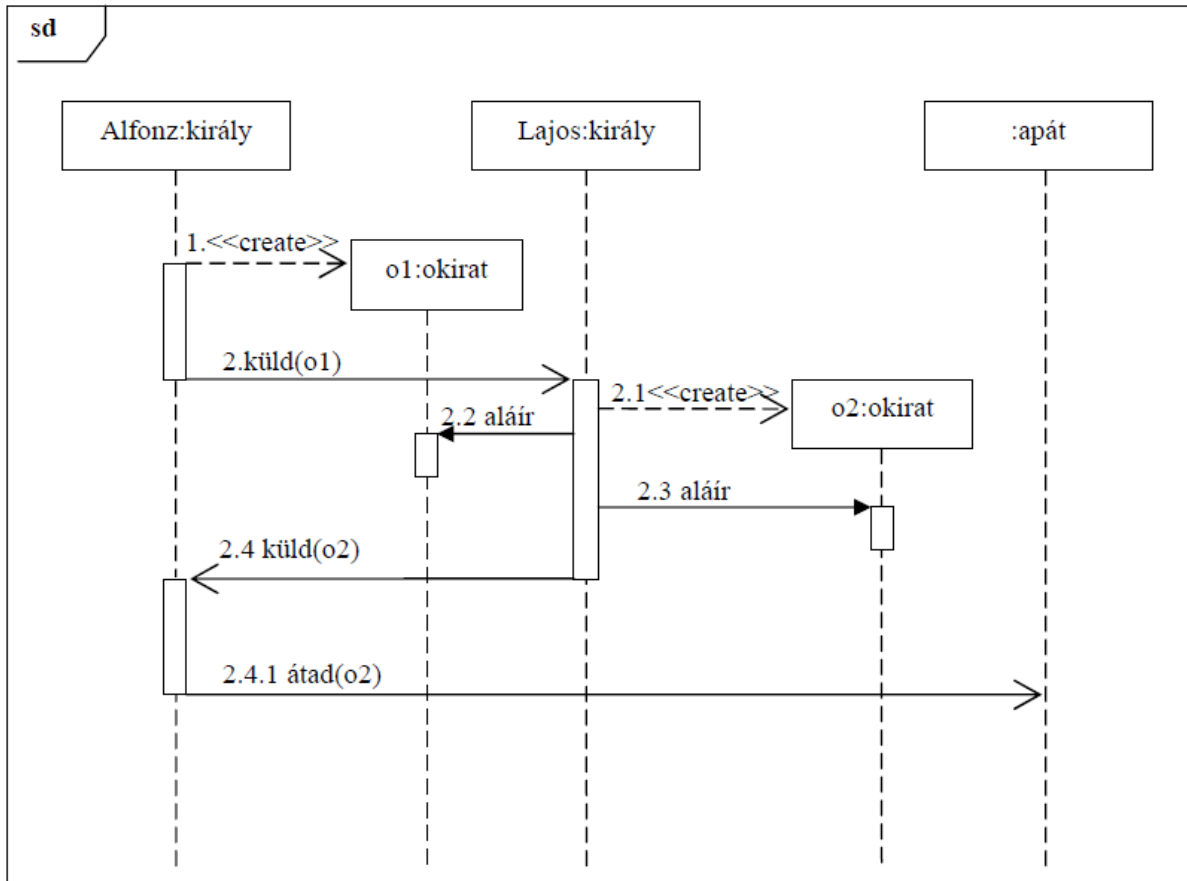 sd
Alfonz:király
Lajos:király
:apát
1.<<create>>
o1:okirat
2.küld(o1)
2.1<<create>>
o2:okirat
2.2 aláír
2.3 aláír
2.4 küld(o2)
2.4.1 átad(o2)